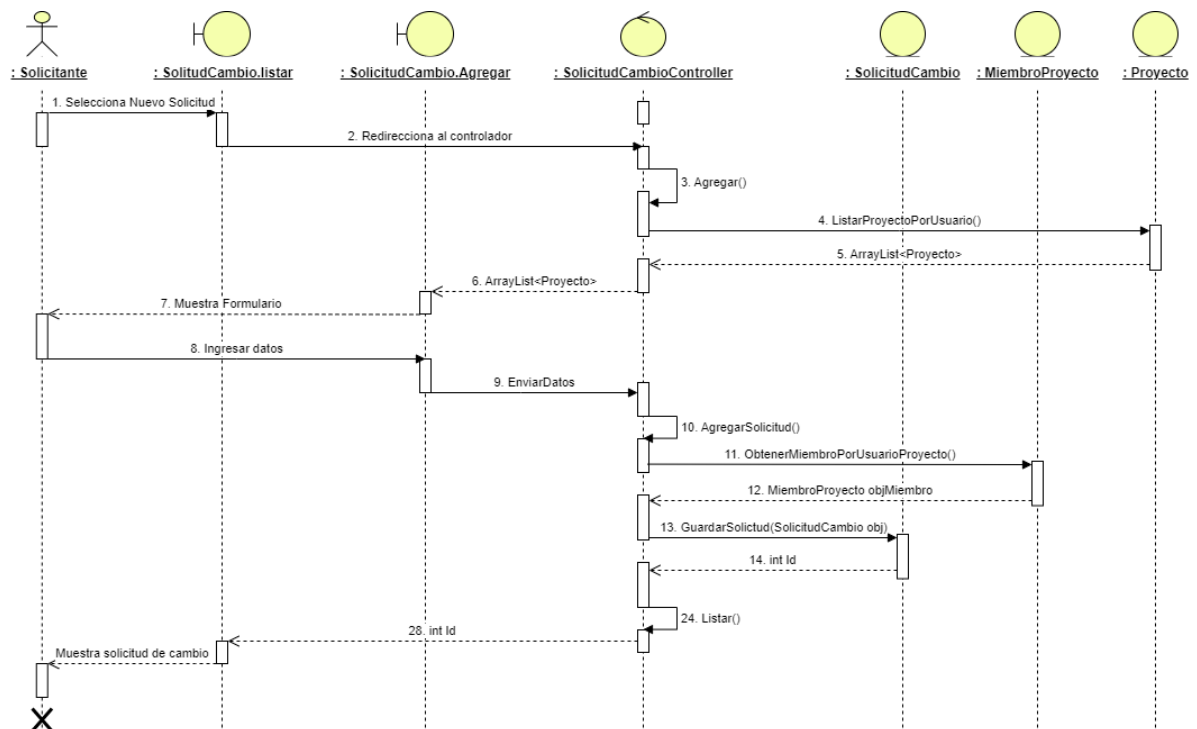 : Solicitante
: SolitudCambio.listar
: SolicitudCambio.Agregar
: SolicitudCambioController
: SolicitudCambio
: MiembroProyecto
: Proyecto
1. Selecciona Nuevo Solicitud
2. Redirecciona al controlador
3. Agregar()
4. ListarProyectoPorUsuario()
5. ArrayList<Proyecto>
6. ArrayList<Proyecto>
7. Muestra Formulario
8. Ingresar datos
9. EnviarDatos
10. AgregarSolicitud()
11. ObtenerMiembroPorUsuarioProyecto()
12. MiembroProyecto objMiembro
13. GuardarSolictud(SolicitudCambio obj)
14. int Id
24. Listar()
28. int Id
Muestra solicitud de cambio